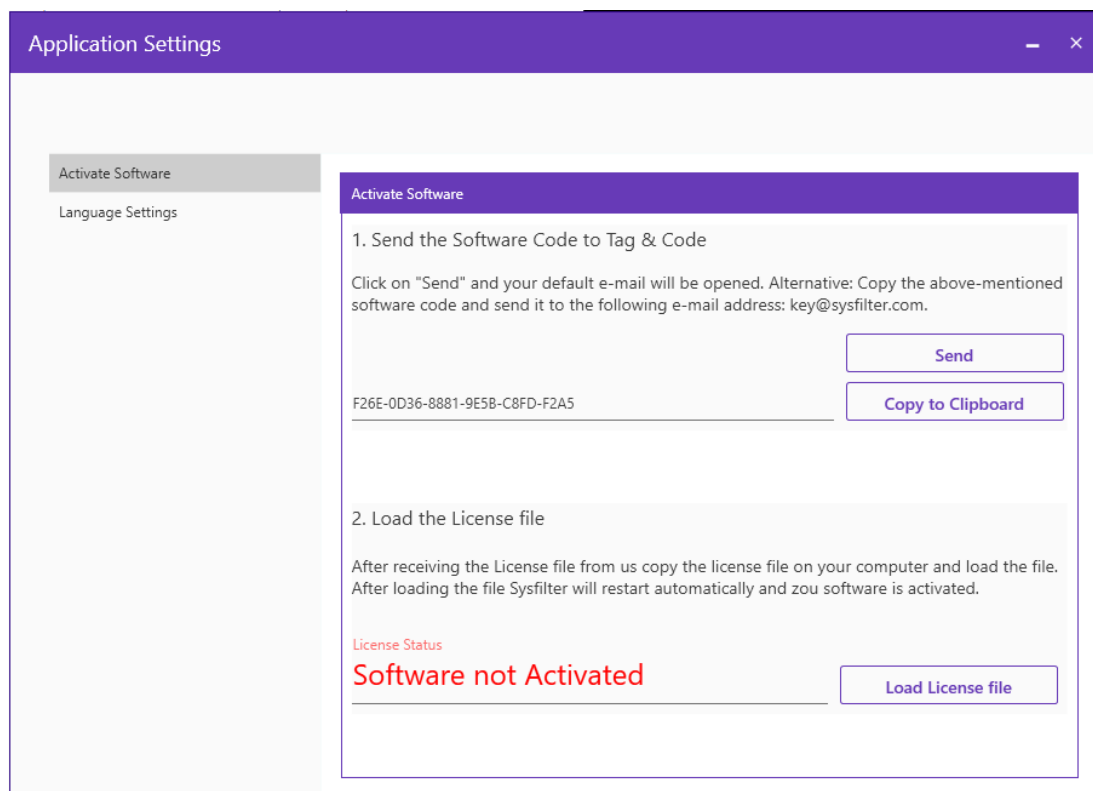 Application Settings
Activate Software
Language Settings
Activate Software
1. Send the Software Code to Tag & Code
Click on "Send" and your default e-mail will be opened. Alternative: Copy the above-mentioned
software code and send it to the following e-mail address: key@sysfilter.com.
Send
F26E-0D36-8881-9E5B-C8FD-F2A5
Copy to Clipboard
2. Load the License file
After receiving the License file from us copy the license file on your computer and load the file.
After loading the file Sysfilter will restart automatically and zou software is activated.
License Status
Software not Activated
Load License file